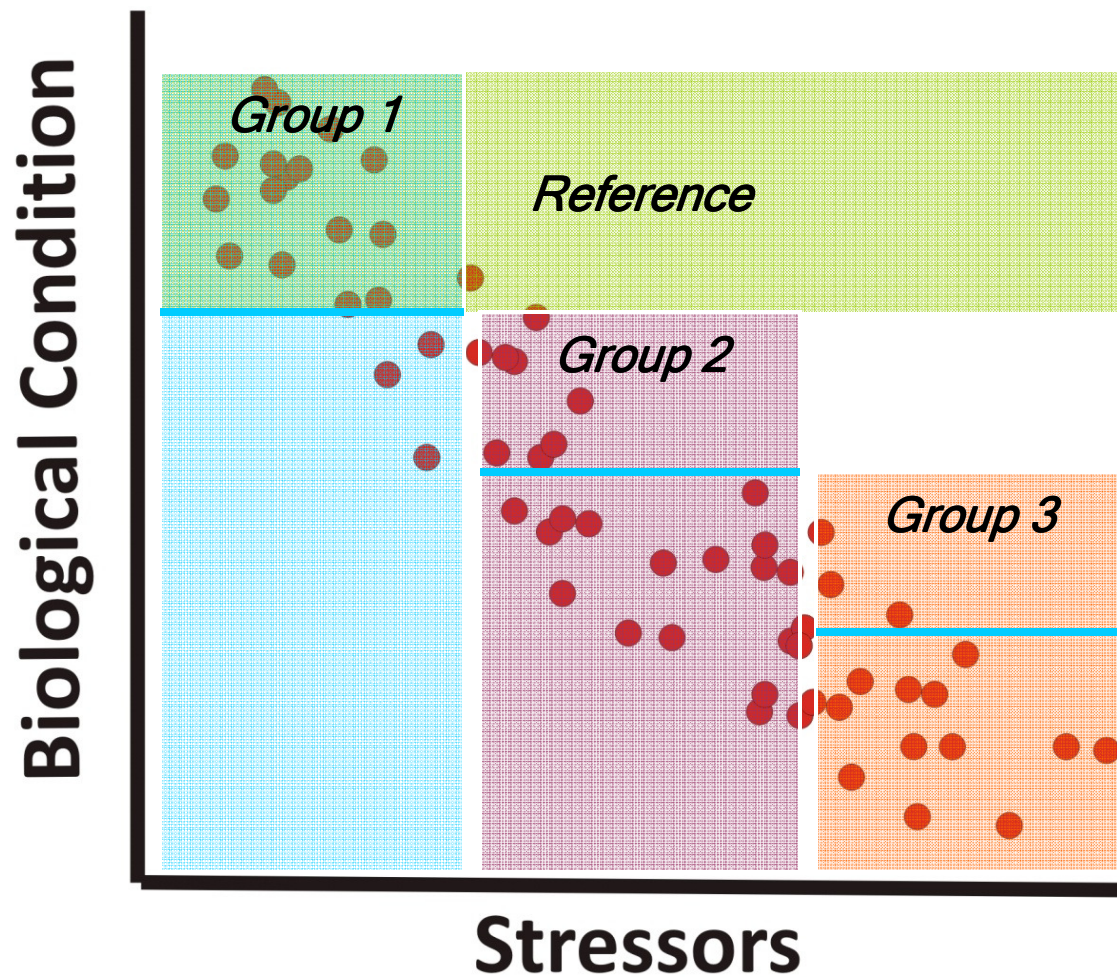 Biological Condition
Group 1
Reference
Group 2
Group 3
Stressors